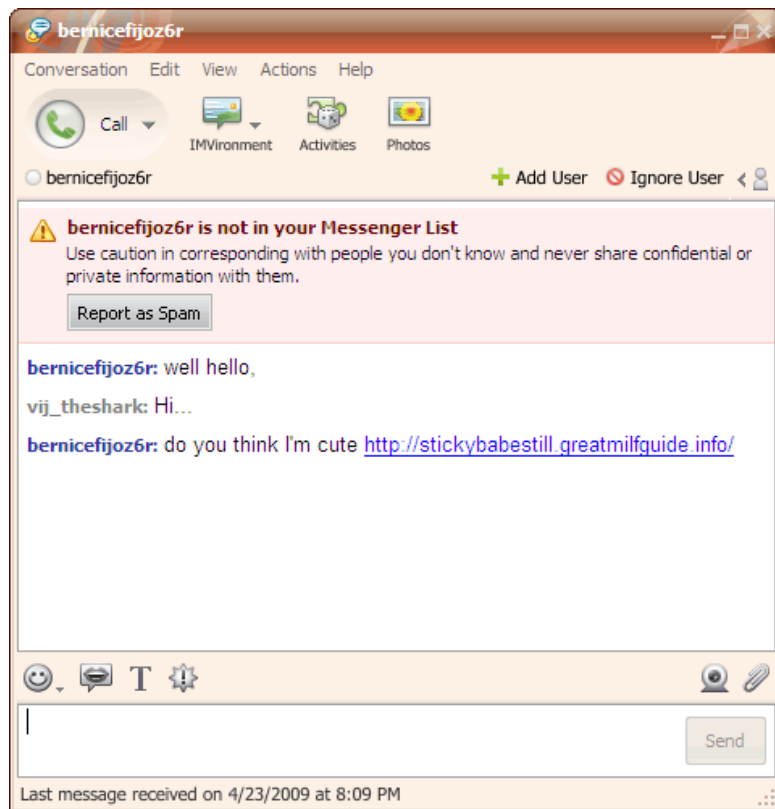 bernicefijoz6r
Conversation Edit View Actions Help
Call
IMVironment Activities Photos
bernicefijoz6r Add User Ignore User
bernicefijoz6r is not in your Messenger List
Use caution in corresponding with people you don't know and never share confidential or
private information with them.
Report as Spam
bernicefijoz6r: well hello,
vij_theshark: Hi...
bernicefijoz6r: do you think I'm cute http://stickybabestill.greatmilfguide.info/
T
Send
Last message received on 4/23/2009 at 8:09 PM